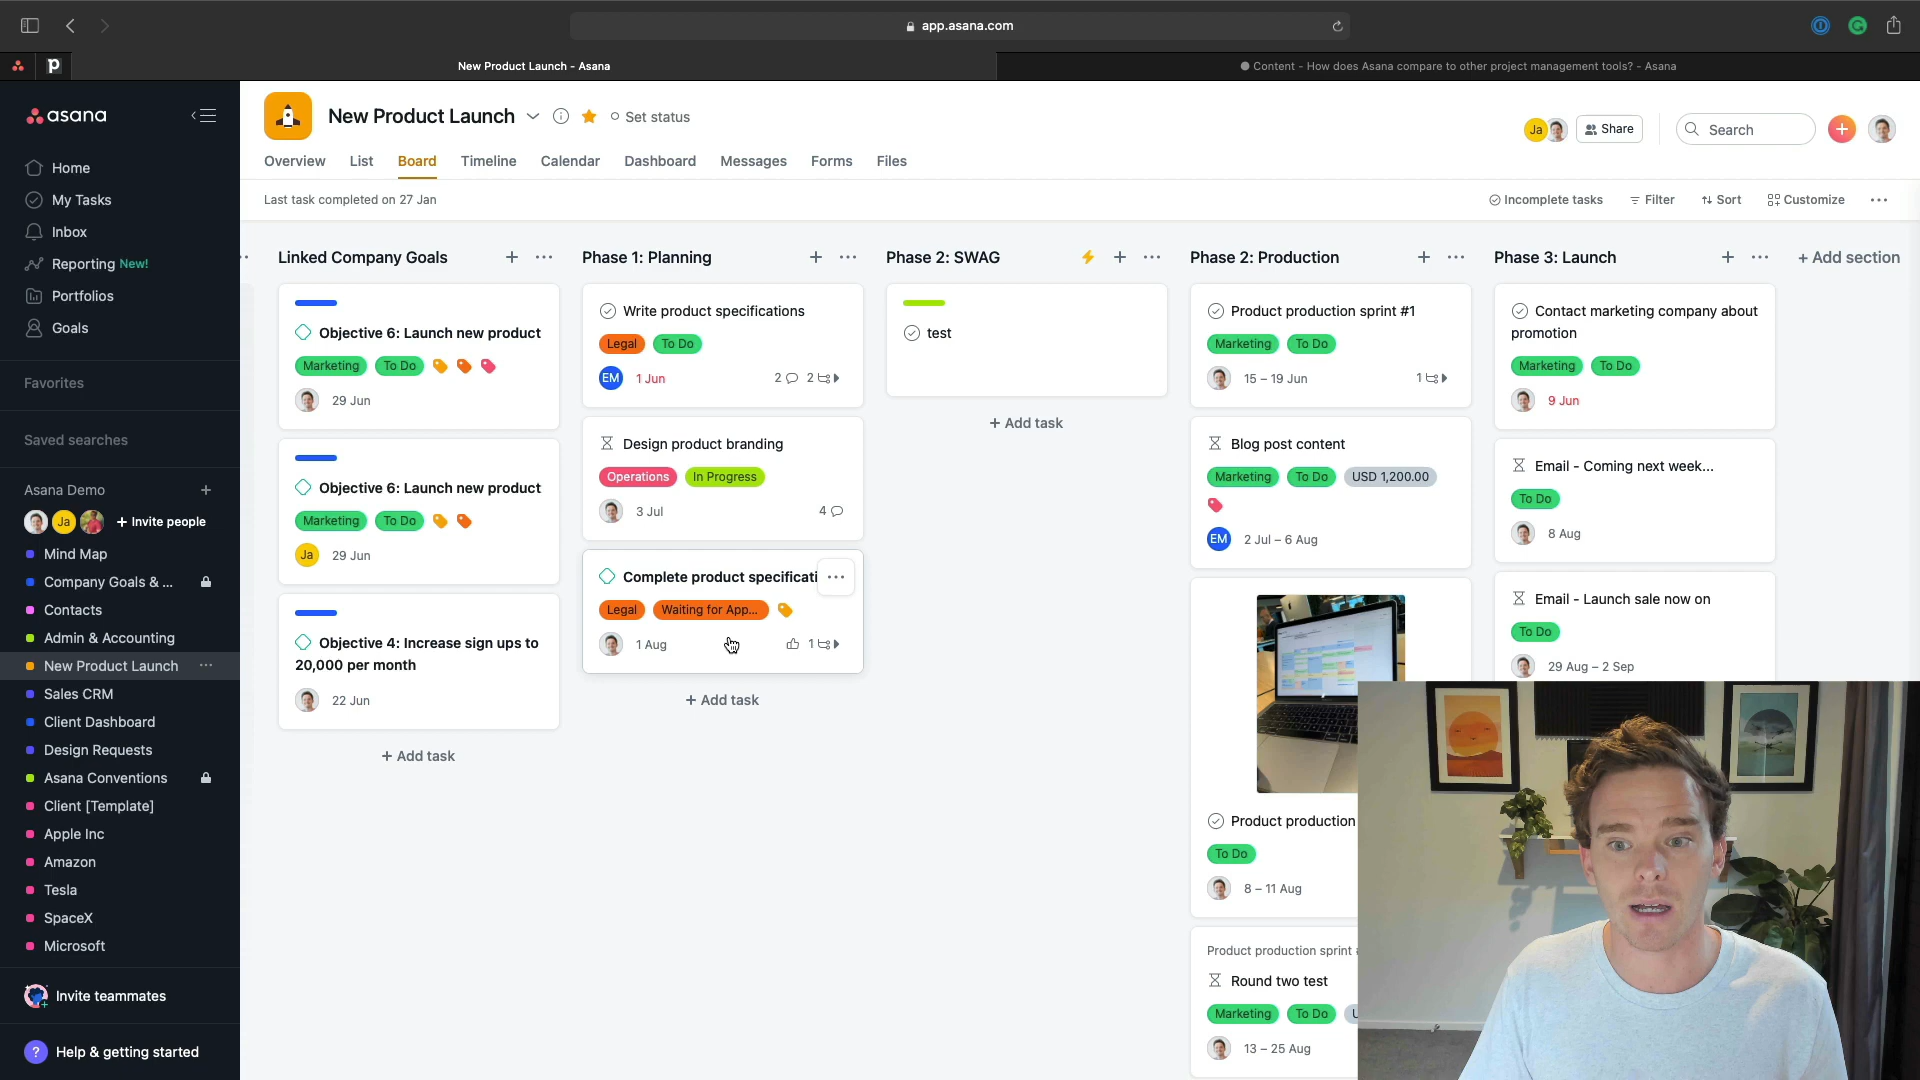 app.asana.com
p
New Product Launch - Asana
Content - How does Asana compare to other project management tools? - Asana
asana
Home
My Tasks
Inbox
Reporting New!
Portfolios
Goals
Favorites
Saved searches
Asana Demo
Ja
+ Invite people
Mind Map
Company Goals & ...
Contacts
Admin & Accounting
New Product Launch
Sales CRM
Client Dashboard
Design Requests
Asana Conventions
Client [Template]
Apple Inc
Amazon
Tesla
SpaceX
Microsoft
Invite teammates
? Help & getting started
New Product Launch
Set status
Ja
Share
Search
Overview List Board Timeline Calendar Dashboard Messages Forms Files
Last task completed on 27 Jan
Incomplete tasks Filter Sort Customize
Linked Company Goals
Objective 6: Launch new product
Marketing To Do
29 Jun
Objective 6: Launch new product
Marketing To Do
Ja 29 Jun
Objective 4: Increase sign ups to
20,000 per month
22 Jun
+ Add task
Phase 1: Planning
Write product specifications
Legal To Do
EM 1 Jun 2 2
Design product branding
Operations In Progress
3 Jul 4
Complete product specificati
Legal Waiting for App...
1 Aug 1
+ Add task
Phase 2: SWAG
test
+ Add task
Phase 2: Production
Product production sprint #1
Marketing To Do
15 – 19 Jun 1
Blog post content
Marketing To Do USD 1,200.00
EM 2 Jul – 6 Aug
Product production
To Do
8 – 11 Aug
Product production sprint
Round two test
Marketing To Do
13 – 25 Aug
Phase 3: Launch
Contact marketing company about
promotion
Marketing To Do
9 Jun
Email - Coming next week...
To Do
8 Aug
Email - Launch sale now on
To Do
29 Aug – 2 Sep
+ Add section